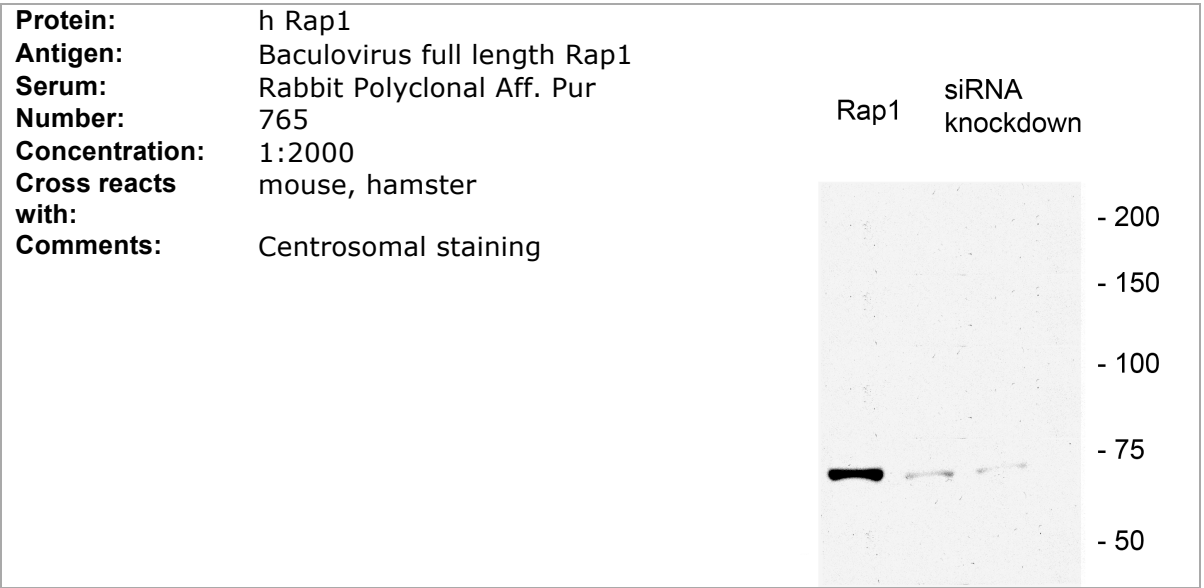 Protein: h Rap1
Antigen: Baculovirus full length Rap1
Serum: Rabbit Polyclonal Aff. Pur
Number: 765
Concentration: 1:2000
Cross reacts mouse, hamster
with:
Comments: Centrosomal staining
Rap1
siRNA
knockdown
- 200
- 150
- 100
- 75
- 50